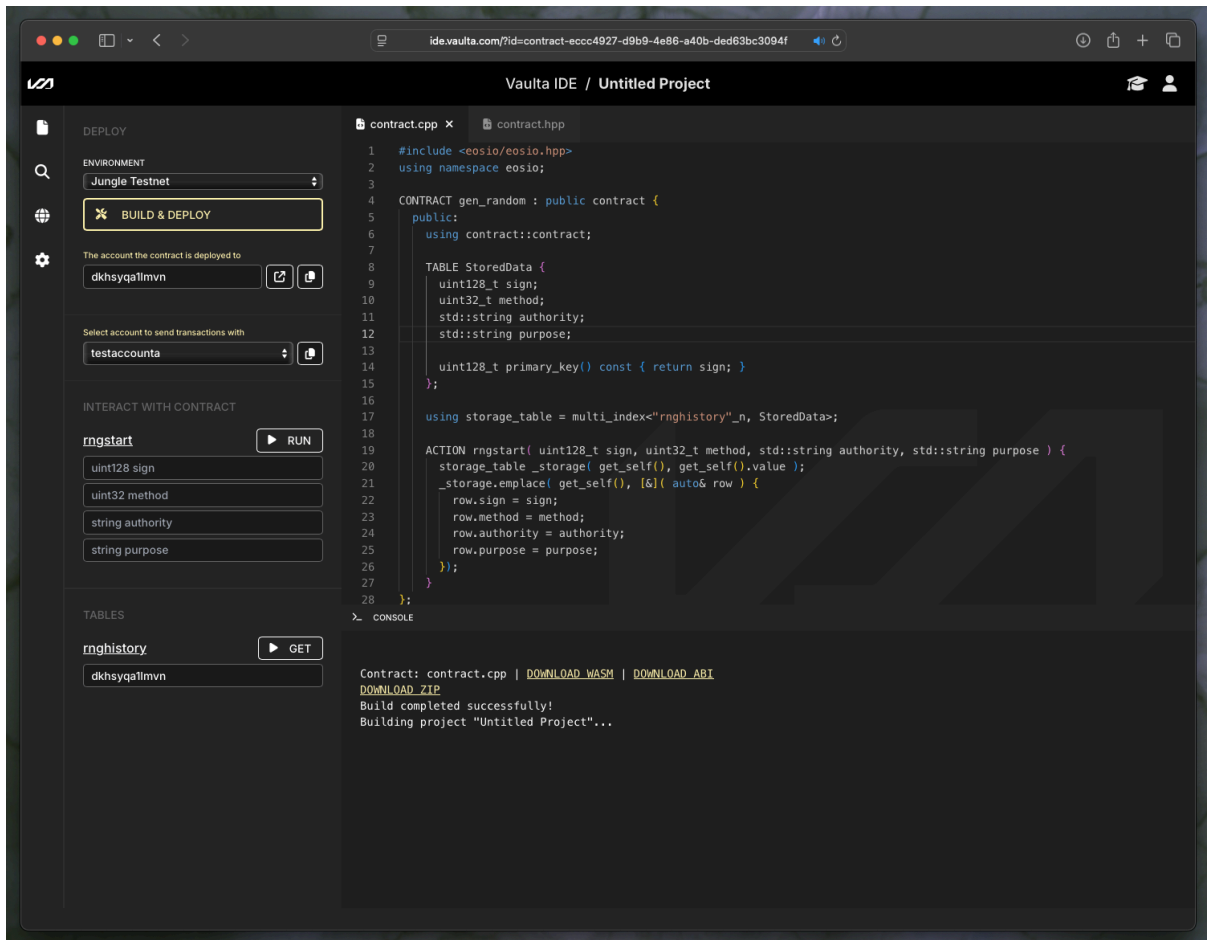 ide.vaulta.com/?id=contract-eccc4927-d9b9-4e86-a40b-ded63bc3094f
Vaulta IDE / Untitled Project
DEPLOY
ENVIRONMENT
Jungle Testnet
BUILD & DEPLOY
The account the contract is deployed to
dkhsyqa1lmvn
Select account to send transactions with
testaccounta
INTERACT WITH CONTRACT
rngstart
RUN
uint128 sign
uint32 method
string authority
string purpose
TABLES
rnghistory
GET
dkhsyqa1lmvn
contract.cpp
contract.hpp
1 #include <eosio/eosio.hpp>
2 using namespace eosio;
3
4 CONTRACT gen_random : public contract {
5 public:
6 using contract::contract;
7
8 TABLE StoredData {
9 uint128_t sign;
10 uint32_t method;
11 std::string authority;
12 std::string purpose;
13
14 uint128_t primary_key() const { return sign; }
15 };
16
17 using storage_table = multi_index<"rnghistory"_n, StoredData>;
18
19 ACTION rngstart( uint128_t sign, uint32_t method, std::string authority, std::string purpose ) {
20 storage_table _storage( get_self(), get_self().value );
21 _storage.emplace( get_self(), [&]( auto& row ) {
22 row.sign = sign;
23 row.method = method;
24 row.authority = authority;
25 row.purpose = purpose;
26 });
27 }
28 };
CONSOLE
Contract: contract.cpp | DOWNLOAD WASM | DOWNLOAD ABI
DOWNLOAD ZIP
Build completed successfully!
Building project "Untitled Project"...